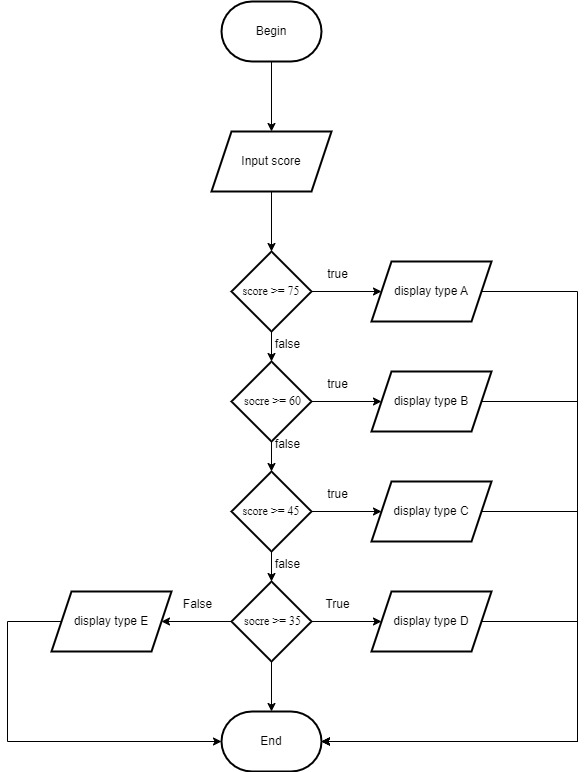 Begin
Input score
score >= 75
true
display type A
false
socre >= 60
true
display type B
false
score >= 45
true
display type C
false
display type E
False
socre >= 35
True
display type D
End